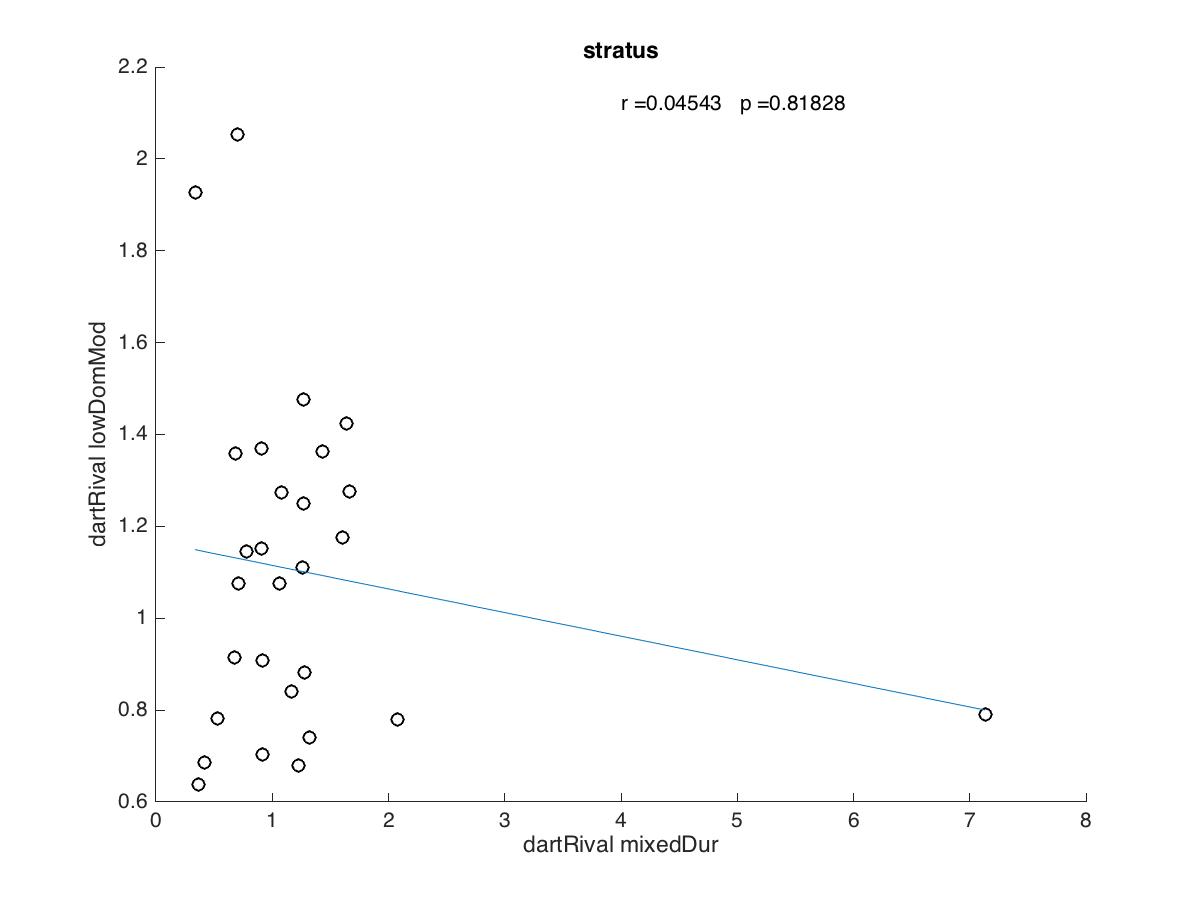 stratus
r =0.04543 p =0.81828
2.2
2
1.8
1.6
1.4
1.2
1
0.8
0.6
dartRival lowDomMod
0 1 2 3 4 5 6 7 8
dartRival mixedDur